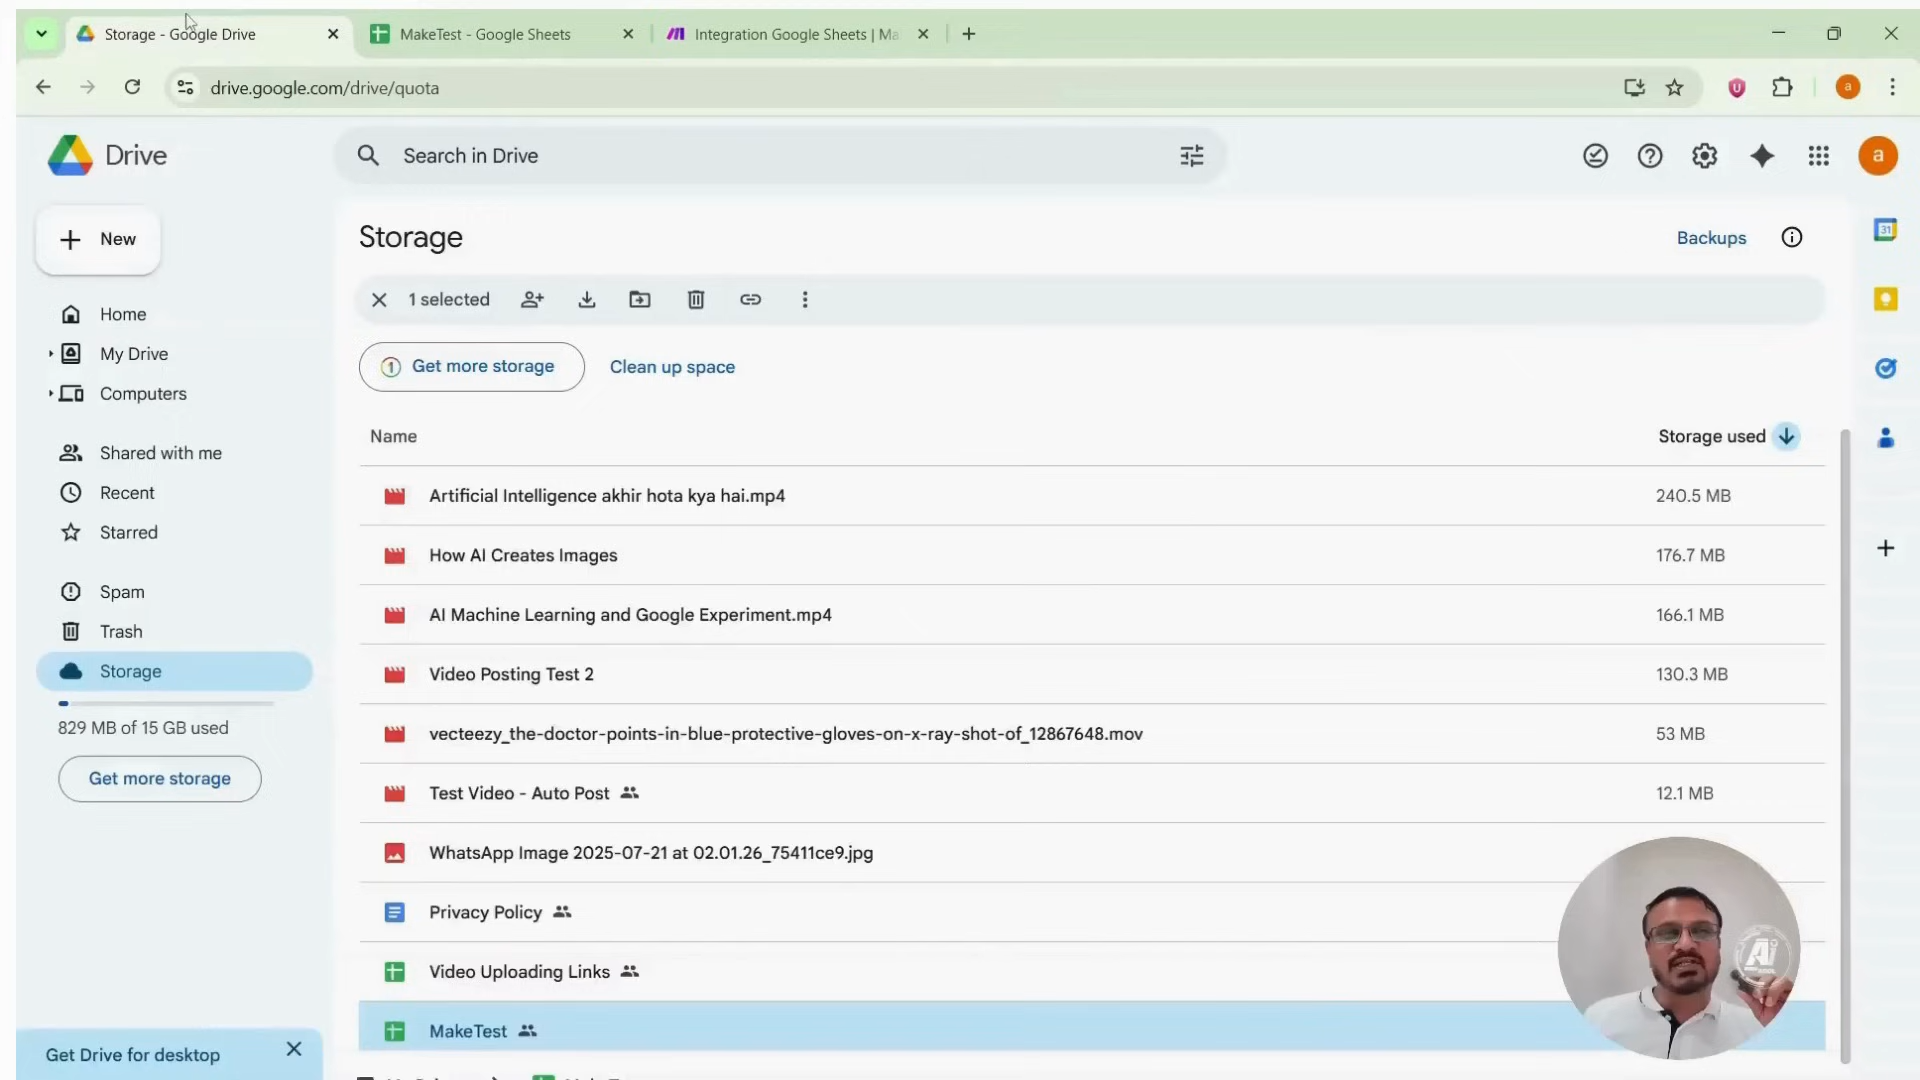 Storage - Google Drive
MakeTest - Google Sheets
Integration Google Sheets | Ma
drive.google.com/drive/quota
a
Drive
Search in Drive
a
New
Storage
Backups
31
1 selected
Home
My Drive
Computers
1 Get more storage
Clean up space
Name
Storage used
Shared with me
Recent
Starred
Spam
Trash
Storage
829 MB of 15 GB used
Get more storage
Artificial Intelligence akhir hota kya hai.mp4
240.5 MB
How AI Creates Images
176.7 MB
AI Machine Learning and Google Experiment.mp4
166.1 MB
Video Posting Test 2
130.3 MB
vecteezy_the-doctor-points-in-blue-protective-gloves-on-x-ray-shot-of_12867648.mov
53 MB
Test Video - Auto Post
12.1 MB
WhatsApp Image 2025-07-21 at 02.01.26_75411ce9.jpg
Privacy Policy
Video Uploading Links
MakeTest
Get Drive for desktop
Ai